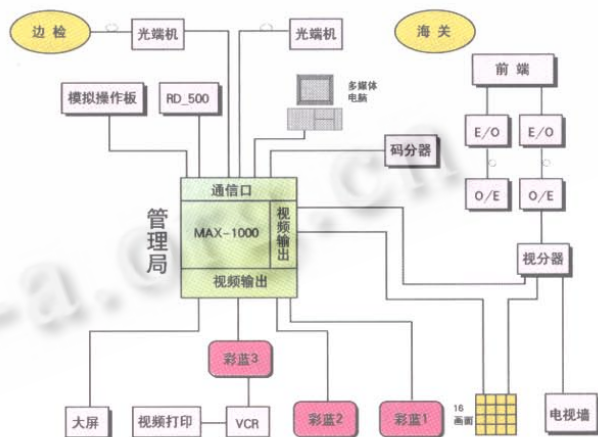 边检
光端机
光端机
海关
前端
模拟操作板
RD_500
多媒体
电脑
E/O
E/O
码分器
O/E
O/E
通信口
管理局
MAX-1000
视频输出
视频输出
视分器
彩蓝3
大屏
视频打印
VCR
彩蓝2
彩蓝1
16
画面
电视墙